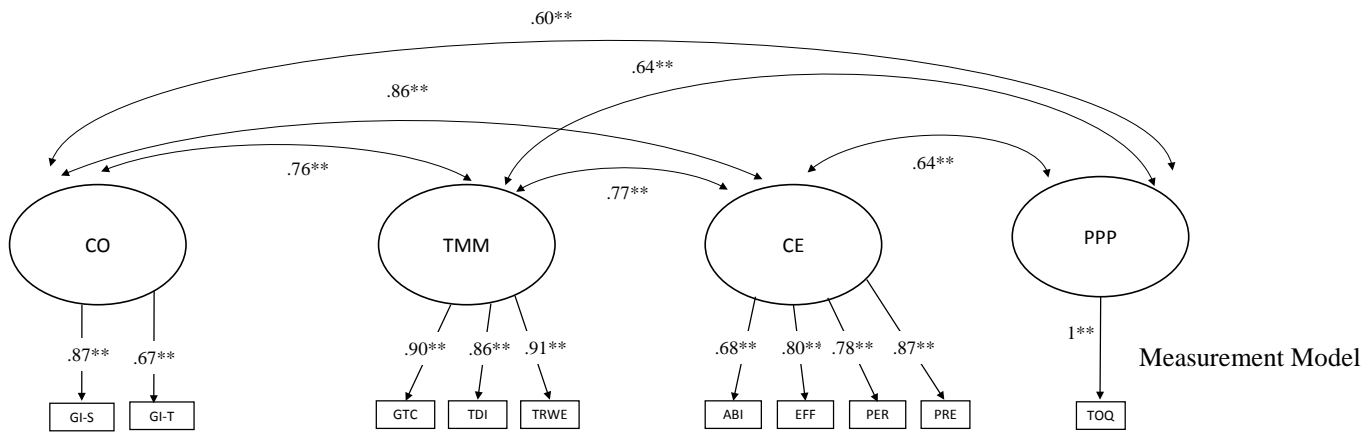 .60**
.64**
.86**
.76**
.77**
.64**
CO
TMM
CE
PPP
.87**
.67**
.90**
.86**
.91**
.68**
.80**
.78**
.87**
1**
Measurement Model
GI-S
GI-T
GTC
TDI
TRWE
ABI
EFF
PER
PRE
TOQ